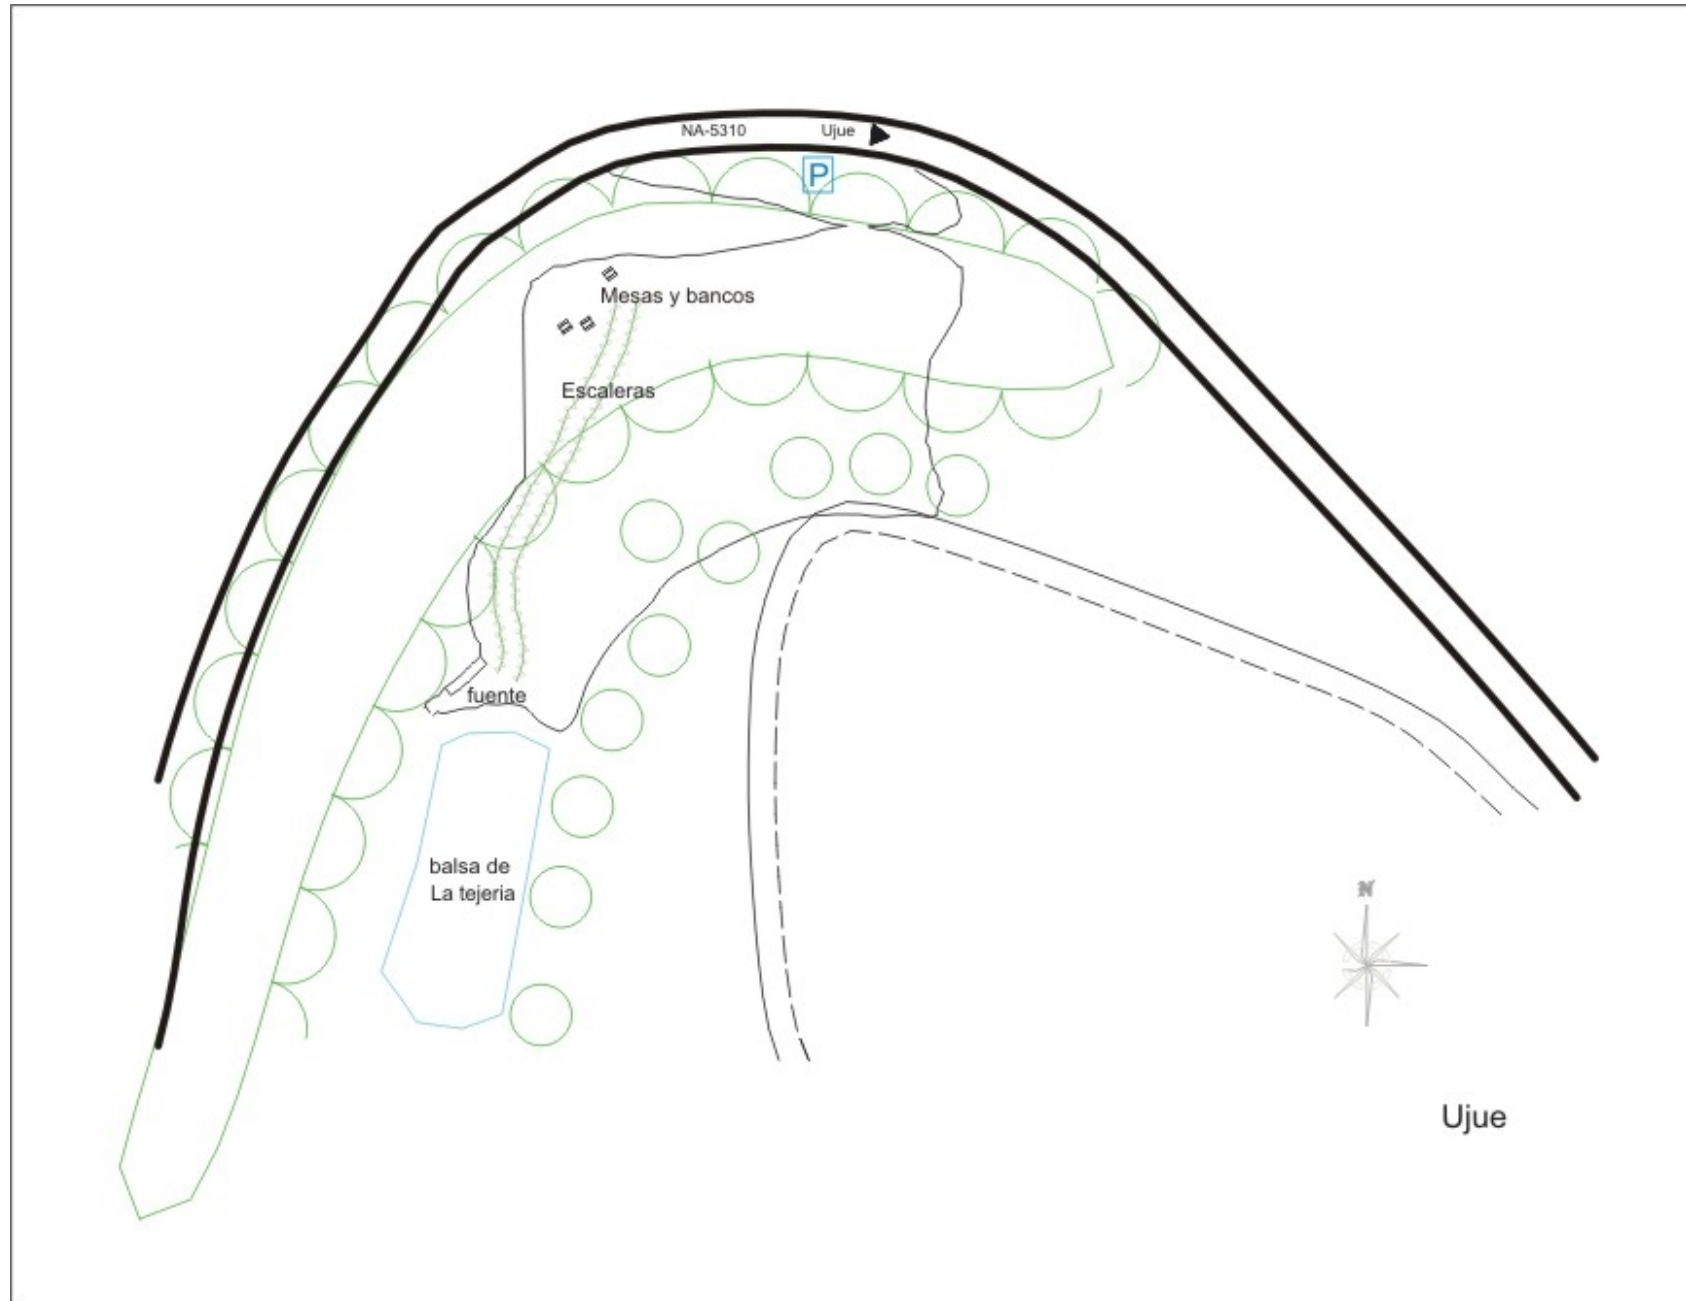 NA-5310 Ujue
P
Mesas y bancos
Escaleras
fuente
balsa de
La tejeria
N
Ujue